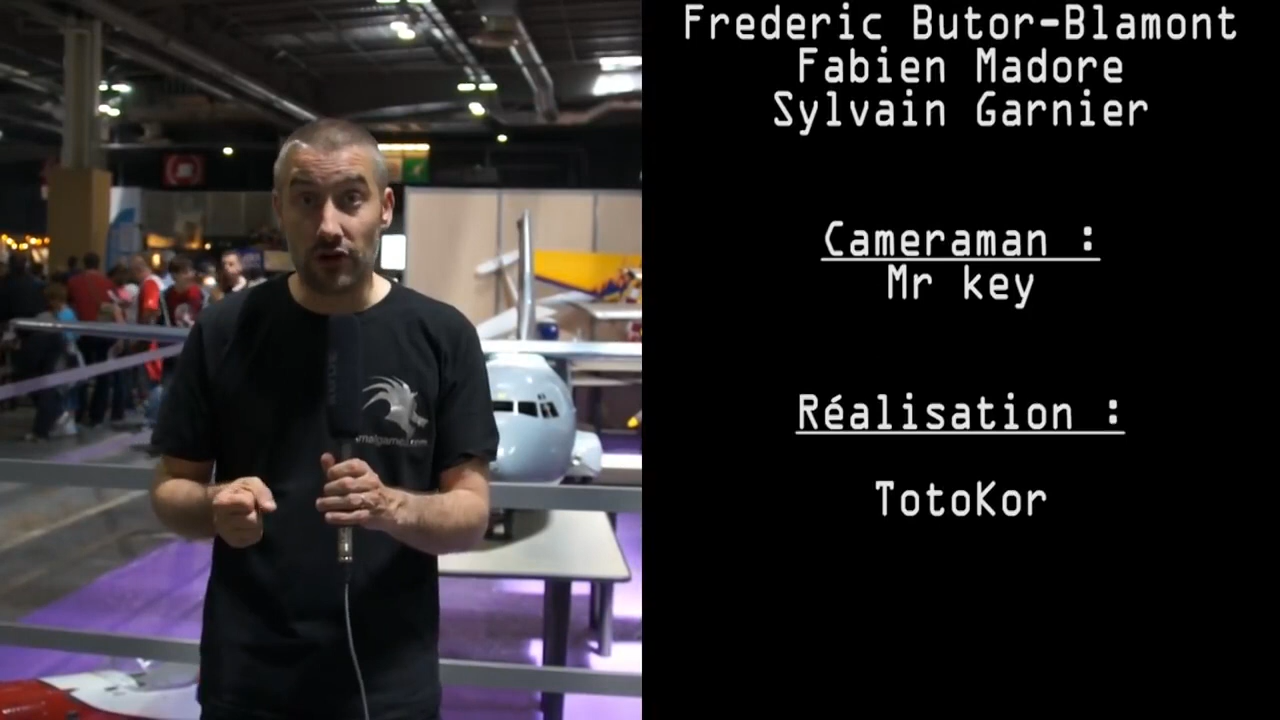 Frederic Butor-Blamont
Fabien Madore
Sylvain Garnier
Cameraman :
Mr key
Réalisation :
TotoKor